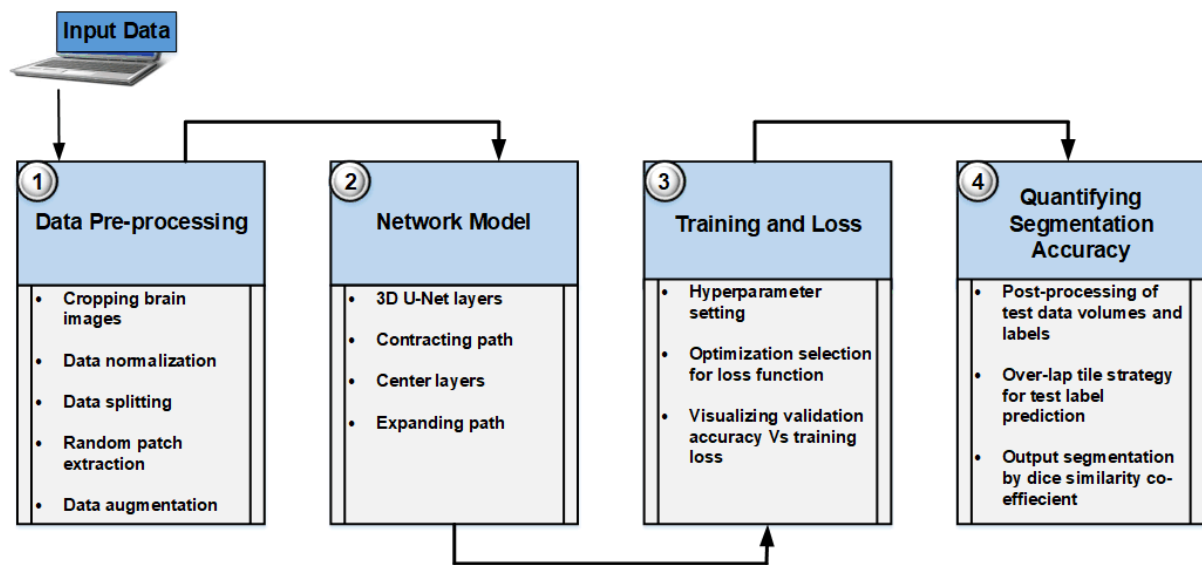 Input Data
1
Data Pre-processing
• Cropping brain
images
• Data normalization
• Data splitting
• Random patch
extraction
• Data augmentation
2
Network Model
• 3D U-Net layers
• Contracting path
• Center layers
• Expanding path
3
Training and Loss
• Hyperparameter
setting
• Optimization selection
for loss function
• Visualizing validation
accuracy Vs training
loss
4
Quantifying
Segmentation
Accuracy
• Post-processing of
test data volumes and
labels
• Over-lap tile strategy
for test label
prediction
• Output segmentation
by dice similarity co-
effiecient